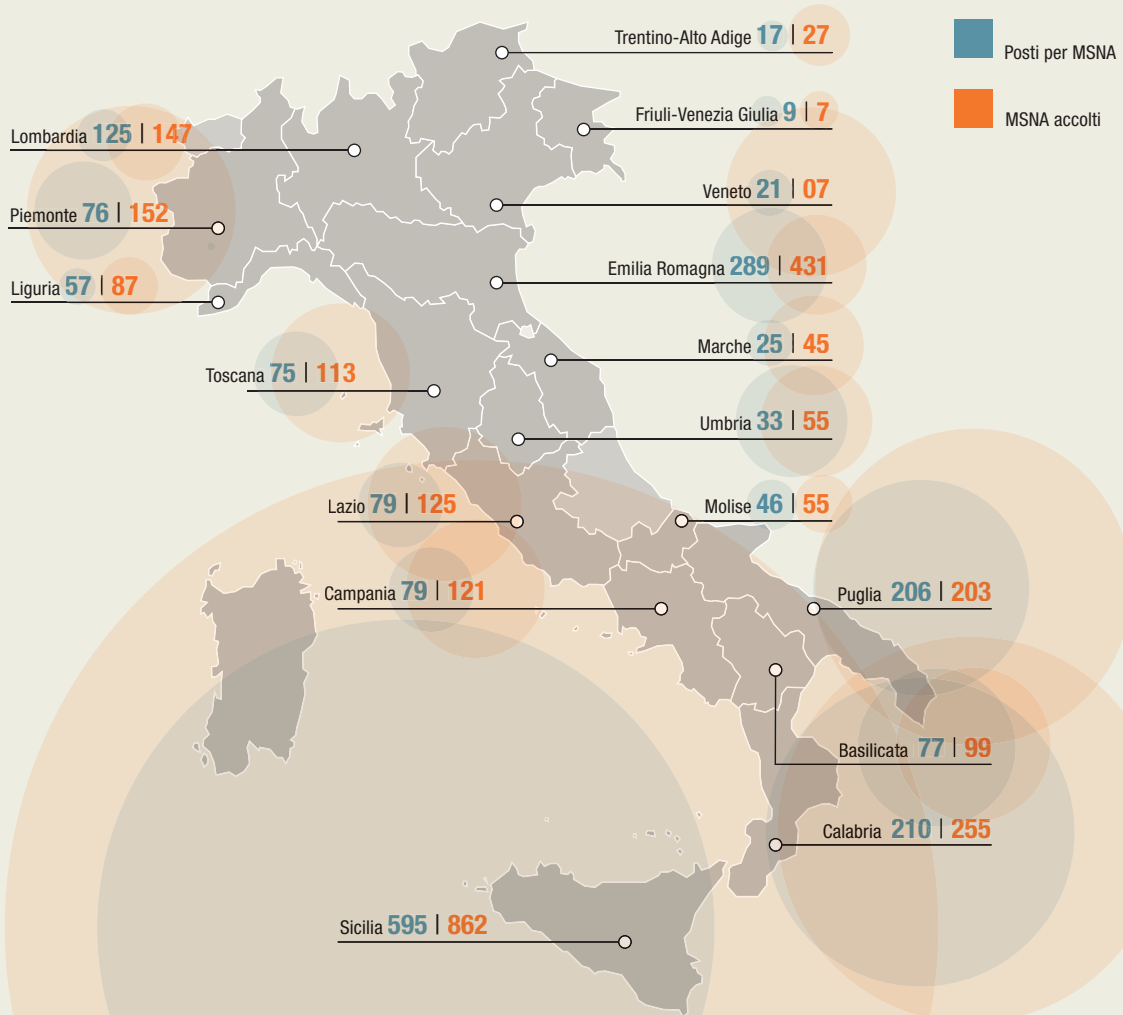 Trentino-Alto Adige 17 | 27
Posti per MSNA
Friuli-Venezia Giulia 9 | 7
MSNA accolti
Lombardia 125 | 147
Veneto 21 | 07
Piemonte 76 | 152
Emilia Romagna 289 | 431
Liguria 57 | 87
Marche 25 | 45
Toscana 75 | 113
Umbria 33 | 55
Lazio 79 | 125
Molise 46 | 55
Campania 79 | 121
Puglia 206 | 203
Basilicata 77 | 99
Calabria 210 | 255
Sicilia 595 | 862